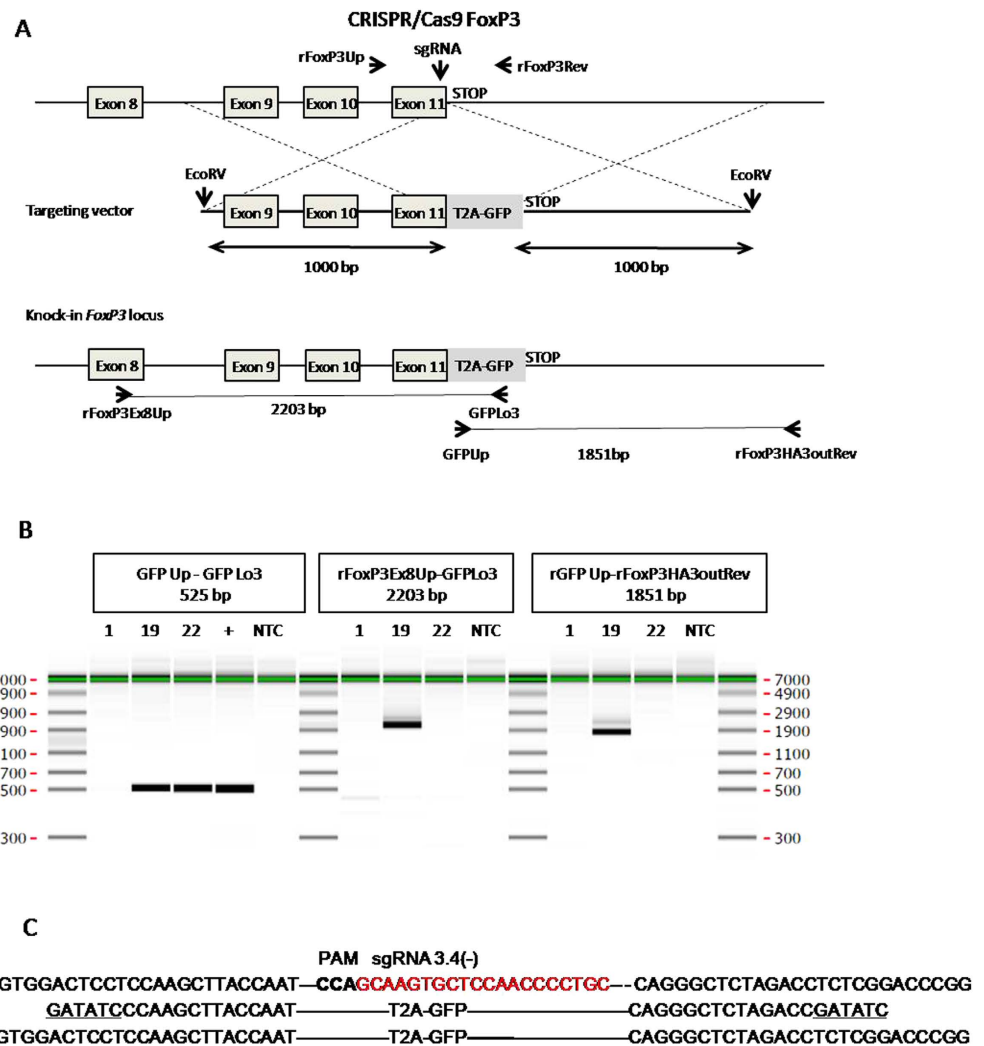 A
CRISPR/Cas9 FoxP3
rFoxP3Up
sgRNA
rFoxP3Rev
Exon 8
Exon 9
Exon 10
Exon 11
STOP
EcoRV
EcoRV
Targeting vector
Exon 9
Exon 10
Exon 11
T2A-GFP
STOP
1000 bp
1000 bp
Knock-in FoxP3 locus
Exon 8
Exon 9
Exon 10
Exon 11
T2A-GFP
STOP
rFoxP3Ex8Up
2203 bp
GFPLo3
GFPUp
1851bp
rFoxP3HA3outRev
B
GFP Up - GFP Lo3
525 bp
rFoxP3Ex8Up-GFPLo3
2203 bp
rGFP Up-rFoxP3HA3outRev
1851 bp
1 19 22 + NTC
1 19 22 NTC
1 19 22 NTC
000 - - 7000
900 - - 4900
900 - - 2900
900 - - 1900
100 - - 1100
700 - - 700
500 - - 500
300 - - 300
C
PAM sgRNA 3.4(-)
GTGGACTCCTCCAAGCTTACCAAT—CCAGCAAGTGCTCCAACCCCTGC--CAGGGCTCTAGACCTCTCGGACCCGG
GATATCCCAAGCTTACCAAT———T2A-GFP———CAGGGCTCTAGACCGATATC
GTGGACTCCTCCAAGCTTACCAAT———T2A-GFP———CAGGGCTCTAGACCTCTCGGACCCGG